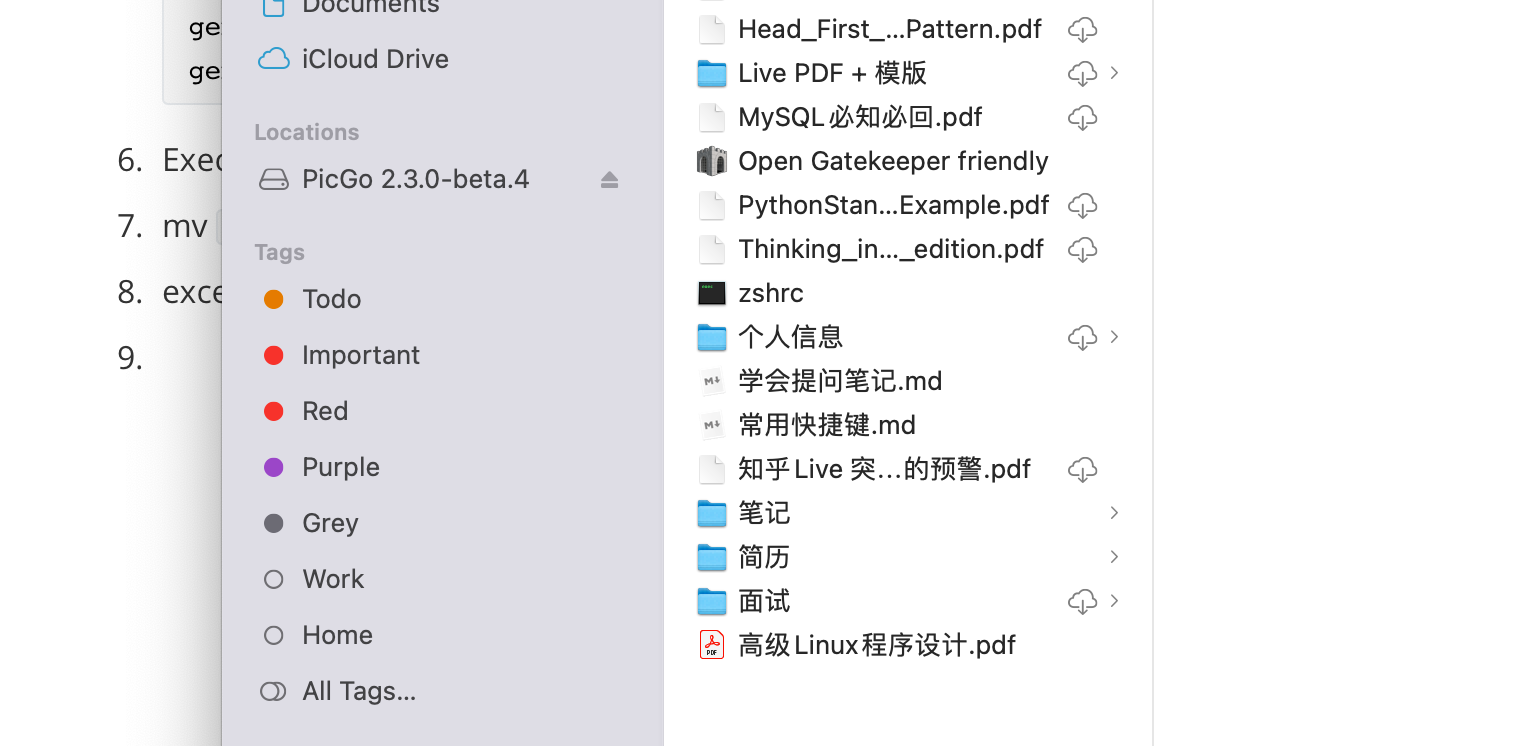 ge
ge
6. Exec
7. mv
8. exce
9.
Documents
iCloud Drive
Locations
PicGo 2.3.0-beta.4
Tags
Todo
Important
Red
Purple
Grey
Work
Home
All Tags...
Head_First_...Pattern.pdf
Live PDF + 模版
MySQL必知必回.pdf
Open Gatekeeper friendly
PythonStan...Example.pdf
Thinking_in..._edition.pdf
zshrc
个人信息
学会提问笔记.md
常用快捷键.md
知乎Live 突...的预警.pdf
笔记
简历
面试
高级Linux程序设计.pdf